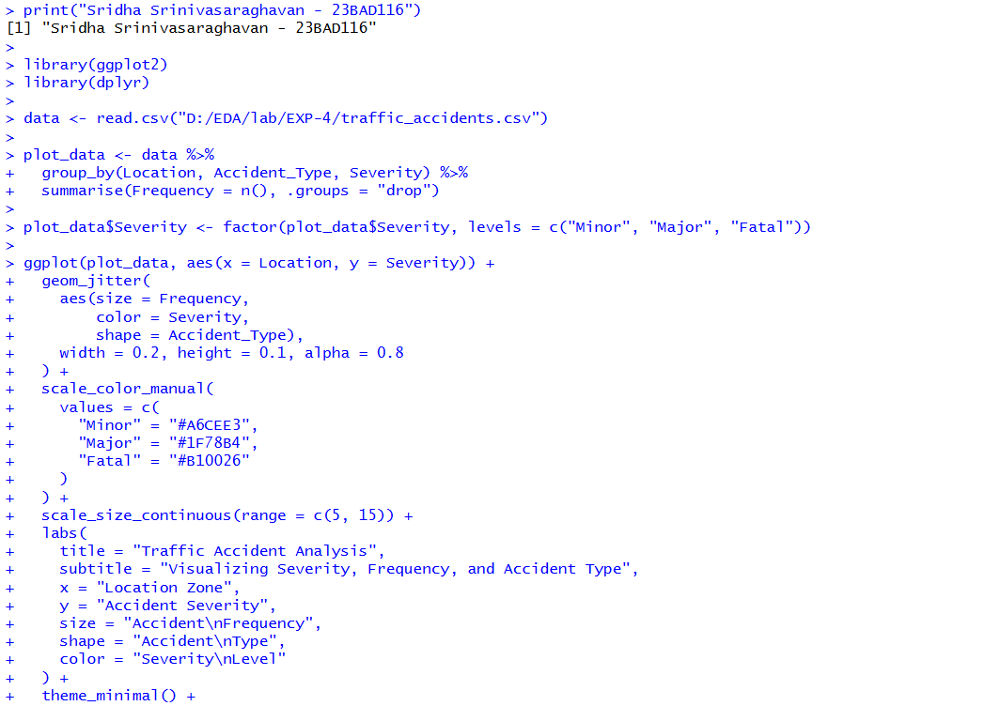 > print("Sridha Srinivasaraghavan - 23BAD116")
[1] "Sridha Srinivasaraghavan - 23BAD116"
>
> library(ggplot2)
> library(dplyr)
>
> data <- read.csv("D:/EDA/lab/EXP-4/traffic_accidents.csv")
>
> plot_data <- data %>%
+   group_by(Location, Accident_Type, Severity) %>%
+   summarise(Frequency = n(), .groups = "drop")
>
> plot_data$Severity <- factor(plot_data$Severity, levels = c("Minor", "Major", "Fatal"))
>
> ggplot(plot_data, aes(x = Location, y = Severity)) +
+   geom_jitter(
+     aes(size = Frequency,
+         color = Severity,
+         shape = Accident_Type),
+     width = 0.2, height = 0.1, alpha = 0.8
+   ) +
+   scale_color_manual(
+     values = c(
+       "Minor" = "#A6CEE3",
+       "Major" = "#1F78B4",
+       "Fatal" = "#B10026"
+     )
+   ) +
+   scale_size_continuous(range = c(5, 15)) +
+   labs(
+     title = "Traffic Accident Analysis",
+     subtitle = "Visualizing Severity, Frequency, and Accident Type",
+     x = "Location Zone",
+     y = "Accident Severity",
+     size = "Accident\nFrequency",
+     shape = "Accident\nType",
+     color = "Severity\nLevel"
+   ) +
+   theme_minimal() +